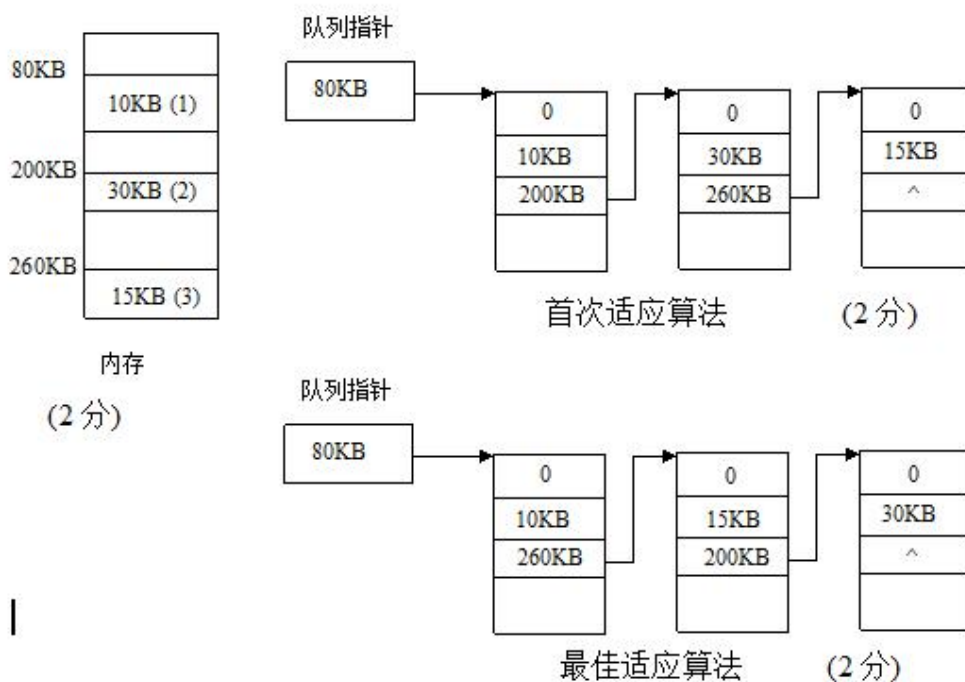 80KB
10KB (1)
200KB
30KB (2)
260KB
15KB (3)
内存
(2分)
队列指针
80KB
0
10KB
200KB
0
30KB
260KB
0
15KB
^
首次适应算法 (2分)
队列指针
80KB
0
10KB
260KB
0
15KB
200KB
0
30KB
^
最佳适应算法 (2分)